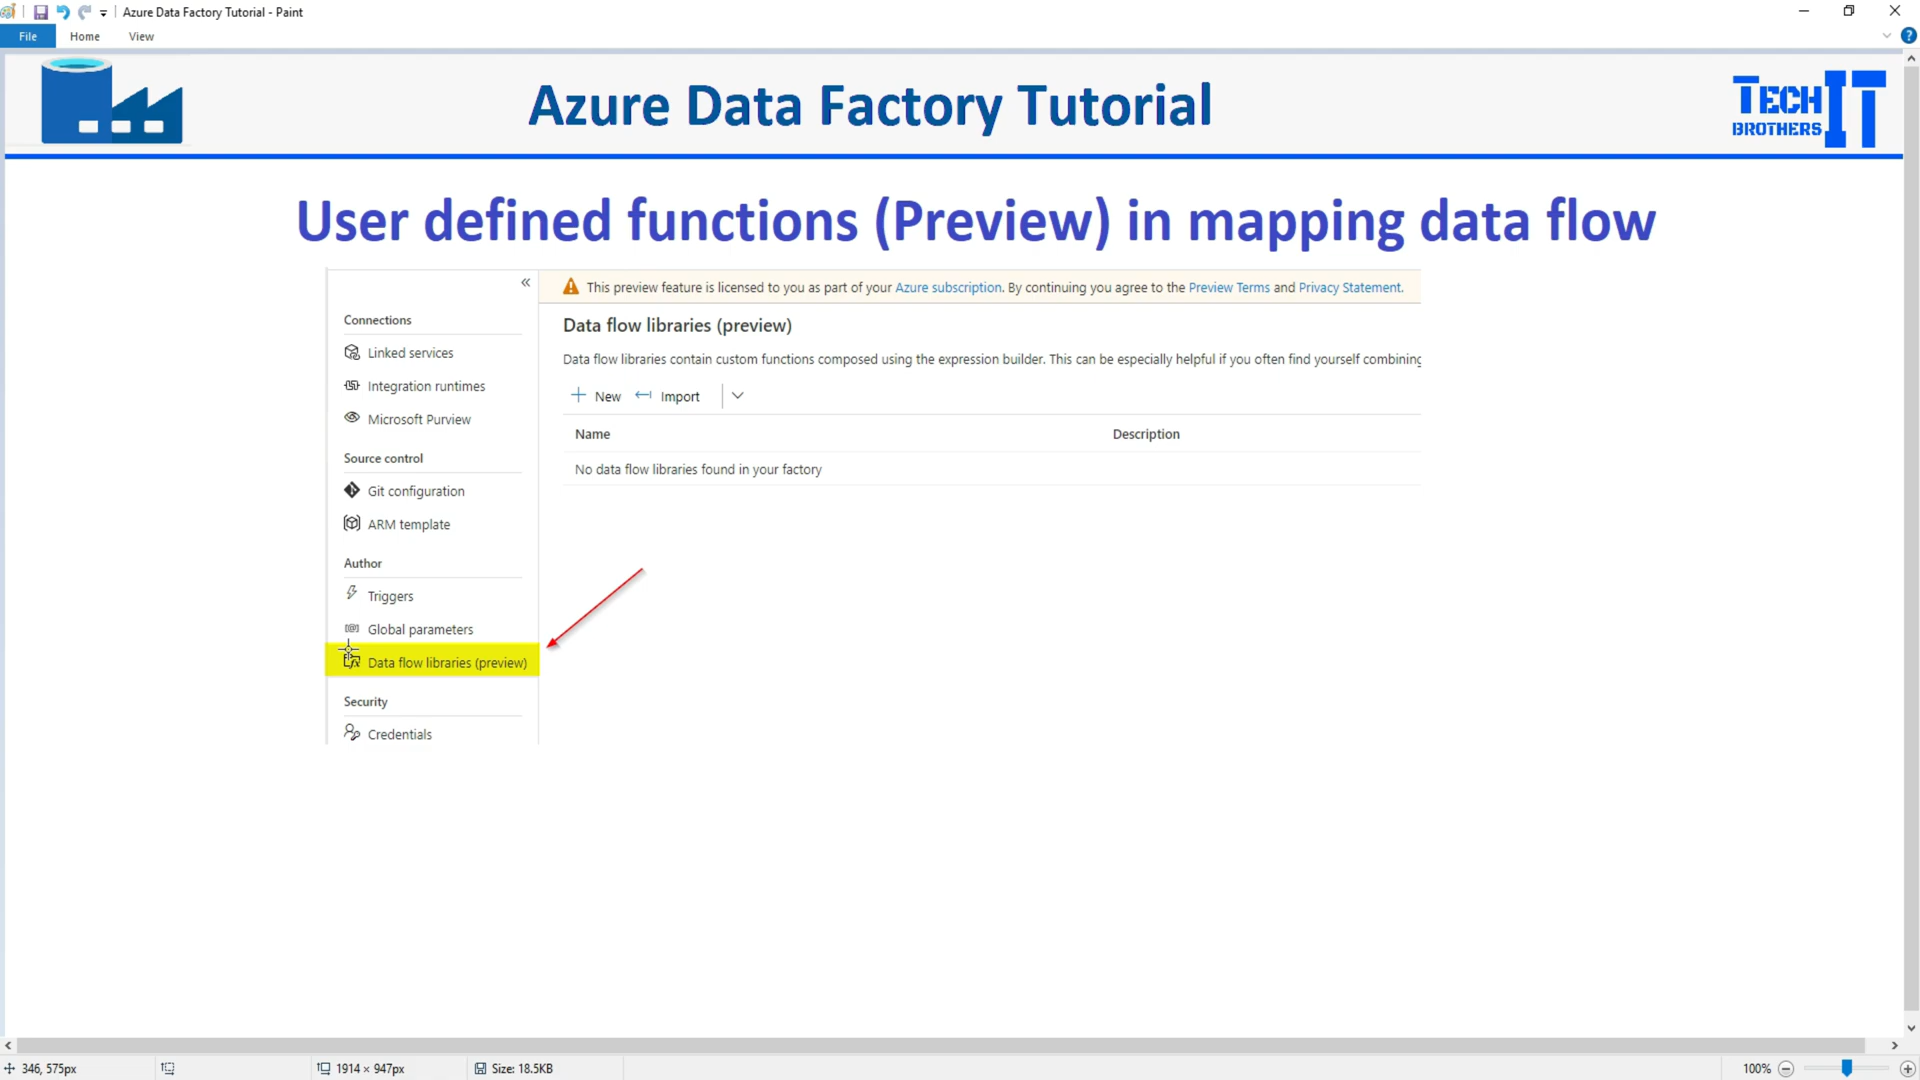 Azure Data Factory Tutorial - Paint
File Home View
Azure Data Factory Tutorial
TECH BROTHERS IT
User defined functions (Preview) in mapping data flow
This preview feature is licensed to you as part of your Azure subscription. By continuing you agree to the Preview Terms and Privacy Statement.
Connections
Linked services
Integration runtimes
Microsoft Purview
Source control
Git configuration
ARM template
Author
Triggers
Global parameters
Data flow libraries (preview)
Security
Credentials
Data flow libraries (preview)
Data flow libraries contain custom functions composed using the expression builder. This can be especially helpful if you often find yourself combining
New Import
Name Description
No data flow libraries found in your factory
346, 575px 1914 × 947px Size: 18.5KB 100%